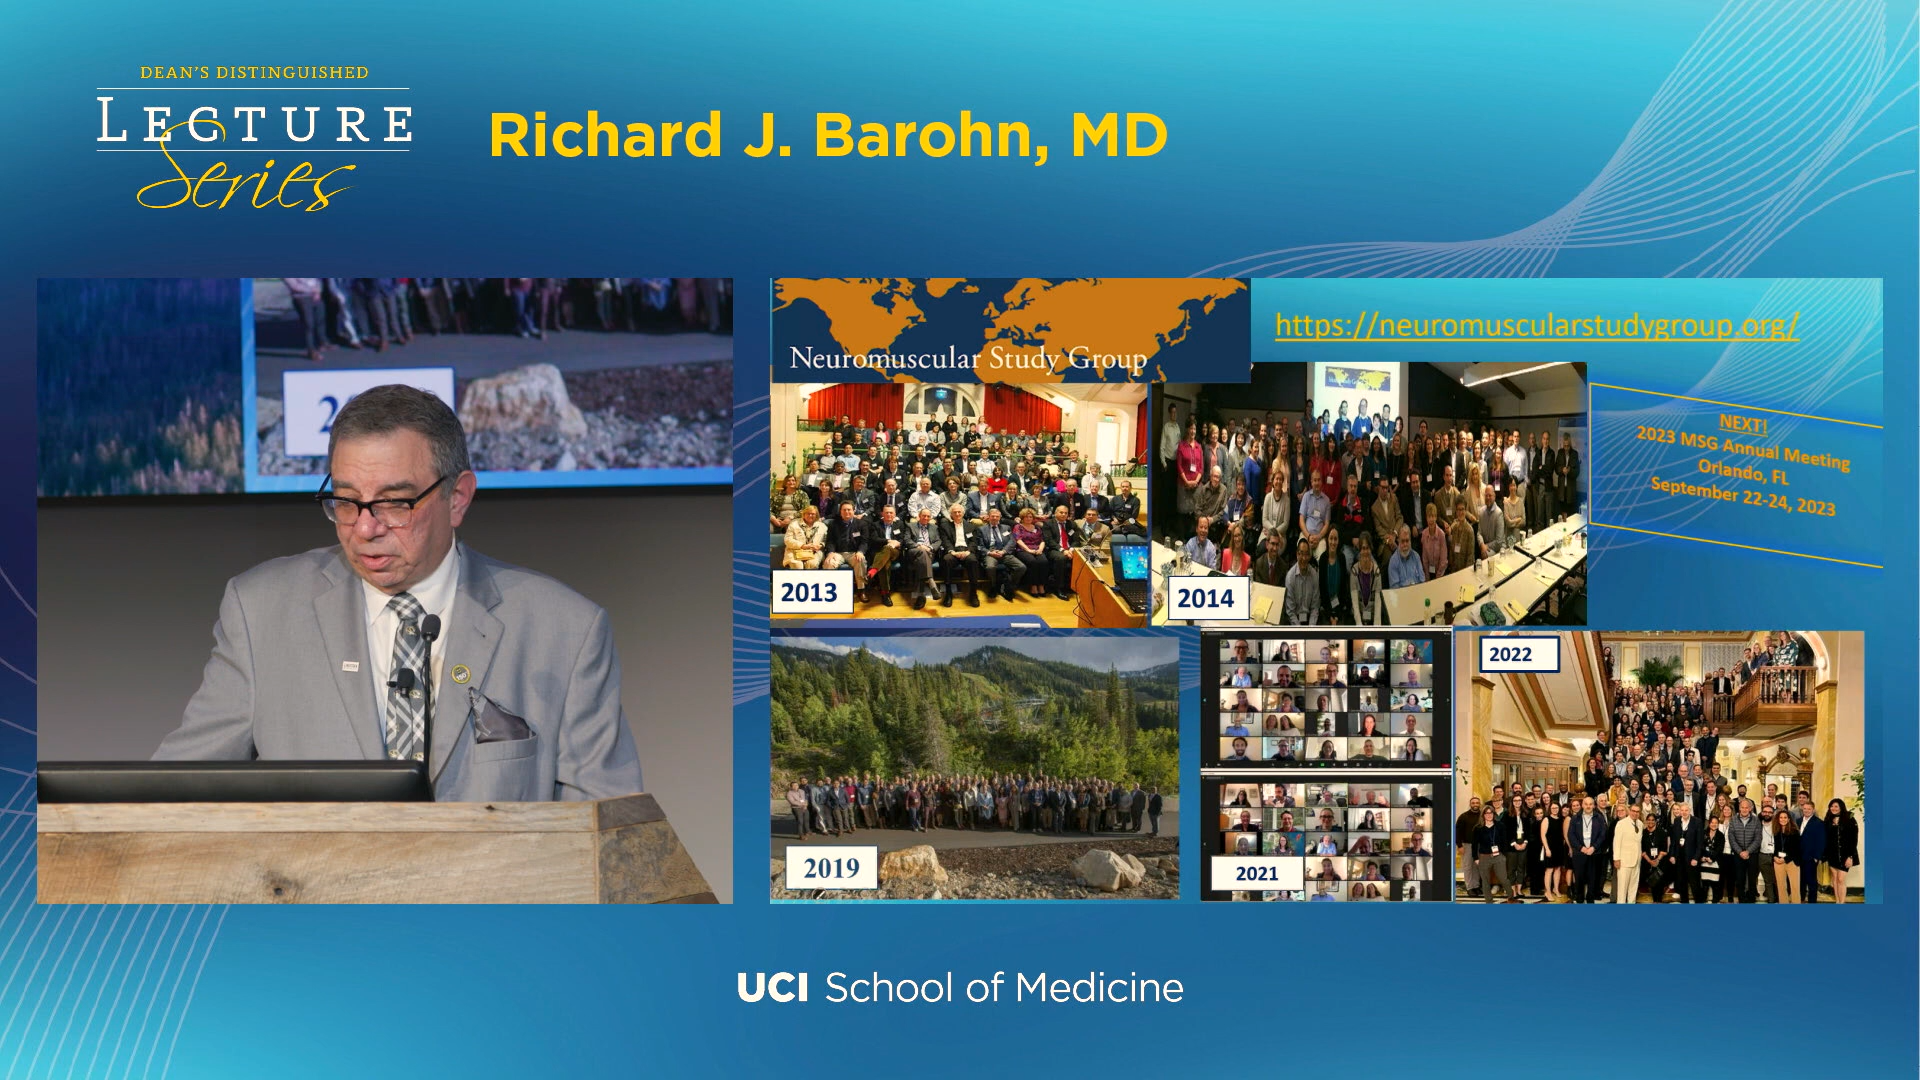 DEAN'S DISTINGUISHED
LECTURE
Series
Richard J. Barohn, MD
Neuromuscular Study Group
https://neuromuscularstudygroup.org/
NEXT!
2023 MSG Annual Meeting
Orlando, FL
September 22-24, 2023
2013
2014
2019
2021
2022
UCI School of Medicine